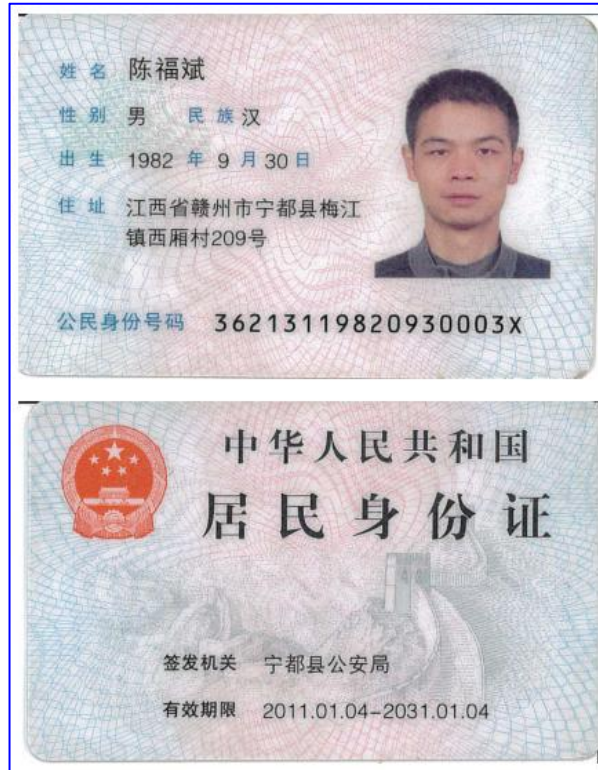 姓名 陈福斌
性别 男 民族 汉
出生 1982 年 9 月 30 日
住址 江西省赣州市宁都县梅江
镇西厢村209号
公民身份号码 36213119820930003X
中华人民共和国
居民身份证
签发机关 宁都县公安局
有效期限 2011.01.04-2031.01.04